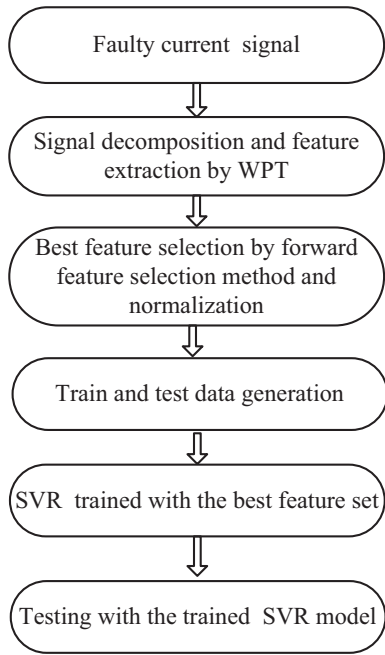 Faulty current signal
Signal decomposition and feature
extraction by WPT
Best feature selection by forward
feature selection method and
normalization
Train and test data generation
SVR trained with the best feature set
Testing with the trained SVR model